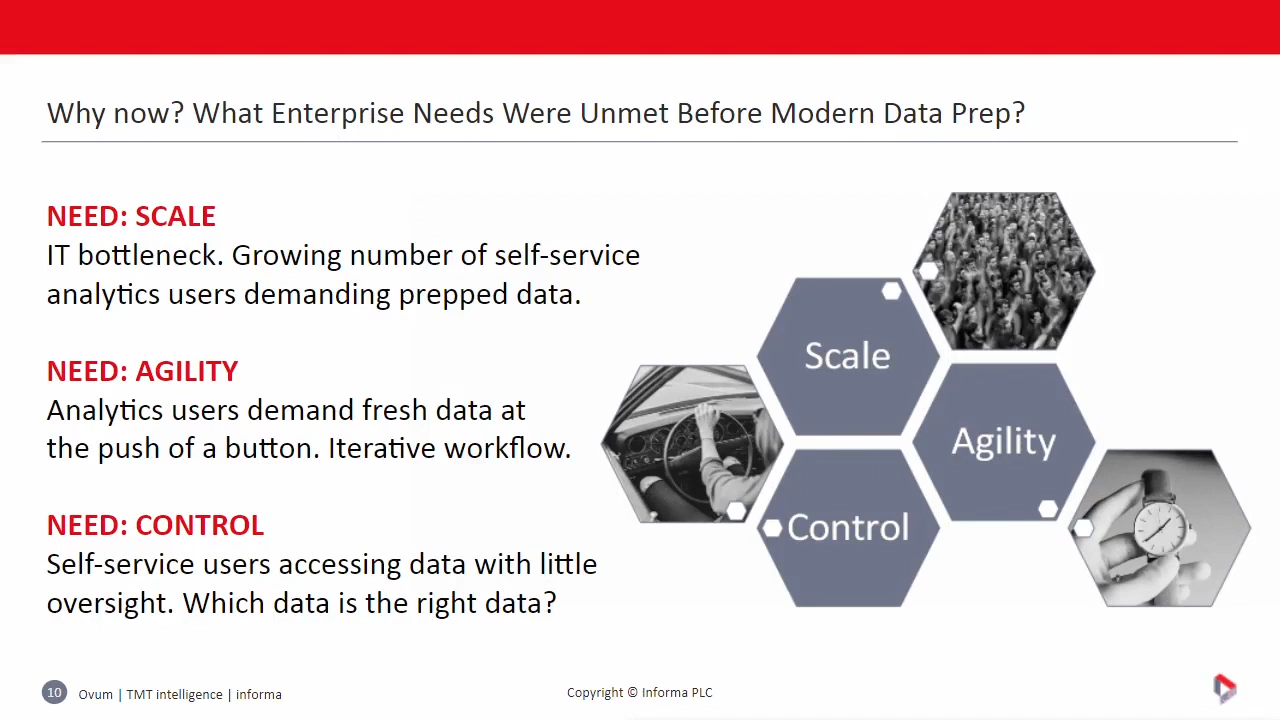 Why now? What Enterprise Needs Were Unmet Before Modern Data Prep?
NEED: SCALE
IT bottleneck. Growing number of self-service
analytics users demanding prepped data.
NEED: AGILITY
Analytics users demand fresh data at
the push of a button. Iterative workflow.
NEED: CONTROL
Self-service users accessing data with little
oversight. Which data is the right data?
Scale
Agility
Control
10 Ovum | TMT intelligence | informa
Copyright © Informa PLC